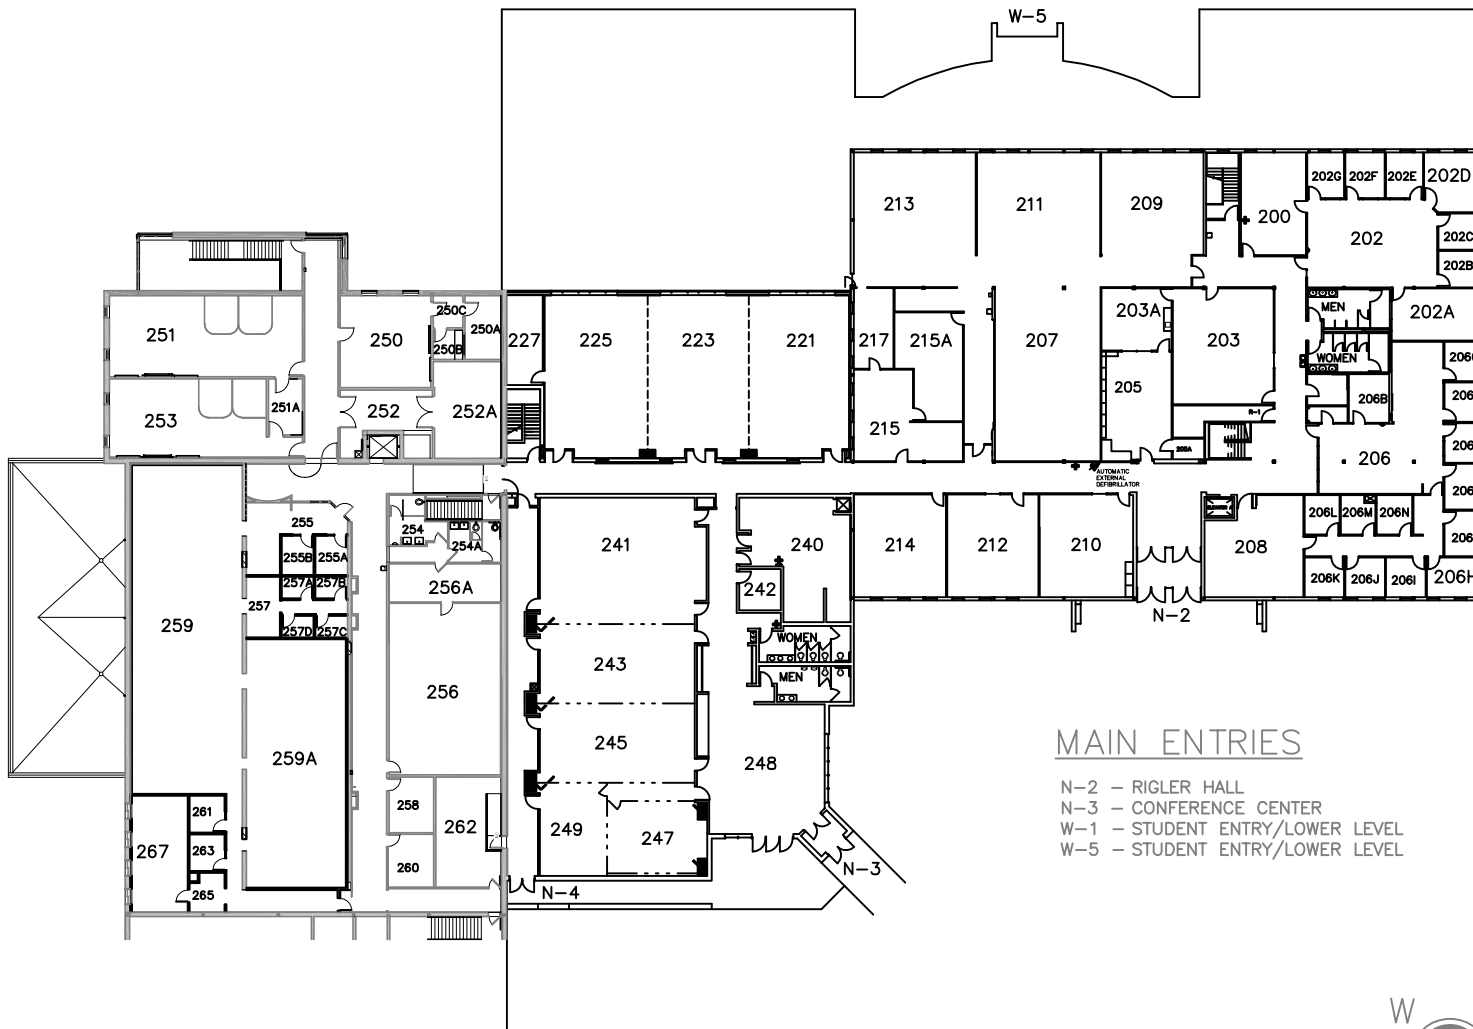 W-5
202G 202F 202E 202D
213 211 209 200
202 202C
202B
251 250 250C 250A 250B
227 225 223 221 217 215A 207 203A 203 MEN 202A
WOMEN
205
206B
253 251A 252 252A 215
R-1
205A
206
AUTOMATIC
EXTERNAL
DEFIBRILLATOR
255 254 254A
255B 255A
241 240 214 212 210 208
ELEVATOR
206L 206M 206N
257A 257B 256A 242
206K 206J 206I 206H
257
259 257D 257C
N-2
WOMEN
243
MEN
256
245 248
259A
MAIN ENTRIES
N-2 - RIGLER HALL
N-3 - CONFERENCE CENTER
W-1 - STUDENT ENTRY/LOWER LEVEL
W-5 - STUDENT ENTRY/LOWER LEVEL
261 258 262 249 247
267 263
265 260
N-4 N-3
W